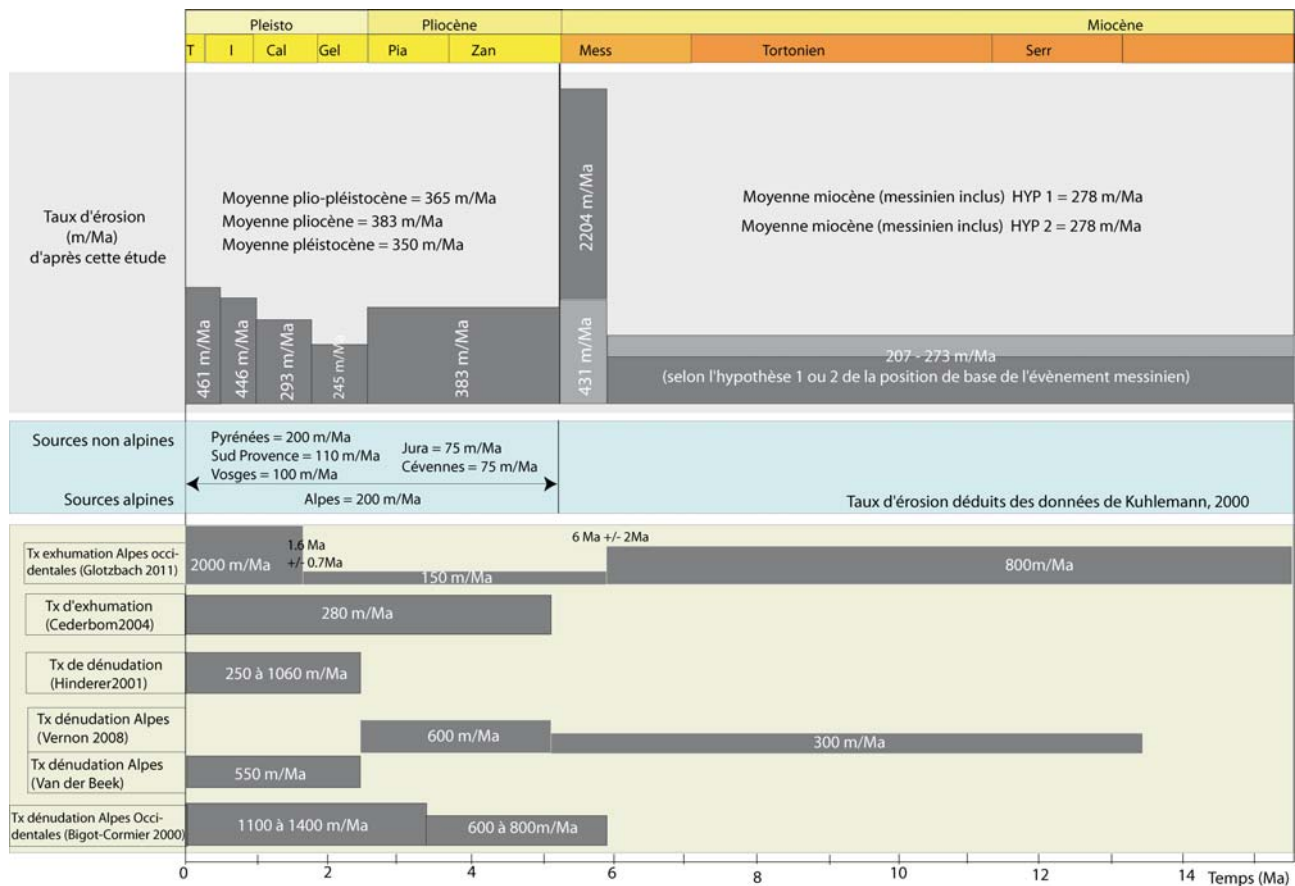 Pleisto Pliocène Miocène
T I Cal Gel Pia Zan Mess Tortonien Serr
Taux d'érosion
(m/Ma)
d'après cette étude
Moyenne plio-pléistocène = 365 m/Ma
Moyenne pliocène = 383 m/Ma
Moyenne pléistocène = 350 m/Ma
Moyenne miocène (messinien inclus) HYP 1 = 278 m/Ma
Moyenne miocène (messinien inclus) HYP 2 = 278 m/Ma
461 m/Ma
446 m/Ma
293 m/Ma
245 m/Ma
383 m/Ma
2204 m/Ma
431 m/Ma
207 - 273 m/Ma
(selon l'hypothèse 1 ou 2 de la position de base de l'évènement messinien)
Sources non alpines
Pyrénées = 200 m/Ma
Sud Provence = 110 m/Ma
Vosges = 100 m/Ma
Jura = 75 m/Ma
Cévennes = 75 m/Ma
Sources alpines
Alpes = 200 m/Ma
Taux d'érosion déduits des données de Kuhlemann, 2000
Tx exhumation Alpes occi-
dentales (Glotzbach 2011)
2000 m/Ma
1.6 Ma
+/- 0.7Ma
150 m/Ma
6 Ma +/- 2Ma
800m/Ma
Tx d'exhumation
(Cederbom2004)
280 m/Ma
Tx de dénudation
(Hinderer2001)
250 à 1060 m/Ma
Tx dénudation Alpes
(Vernon 2008)
600 m/Ma
300 m/Ma
Tx dénudation Alpes
(Van der Beek)
550 m/Ma
Tx dénudation Alpes Occi-
dentales (Bigot-Cormier 2000)
1100 à 1400 m/Ma
600 à 800m/Ma
0 2 4 6 8 10 12 14 Temps (Ma)